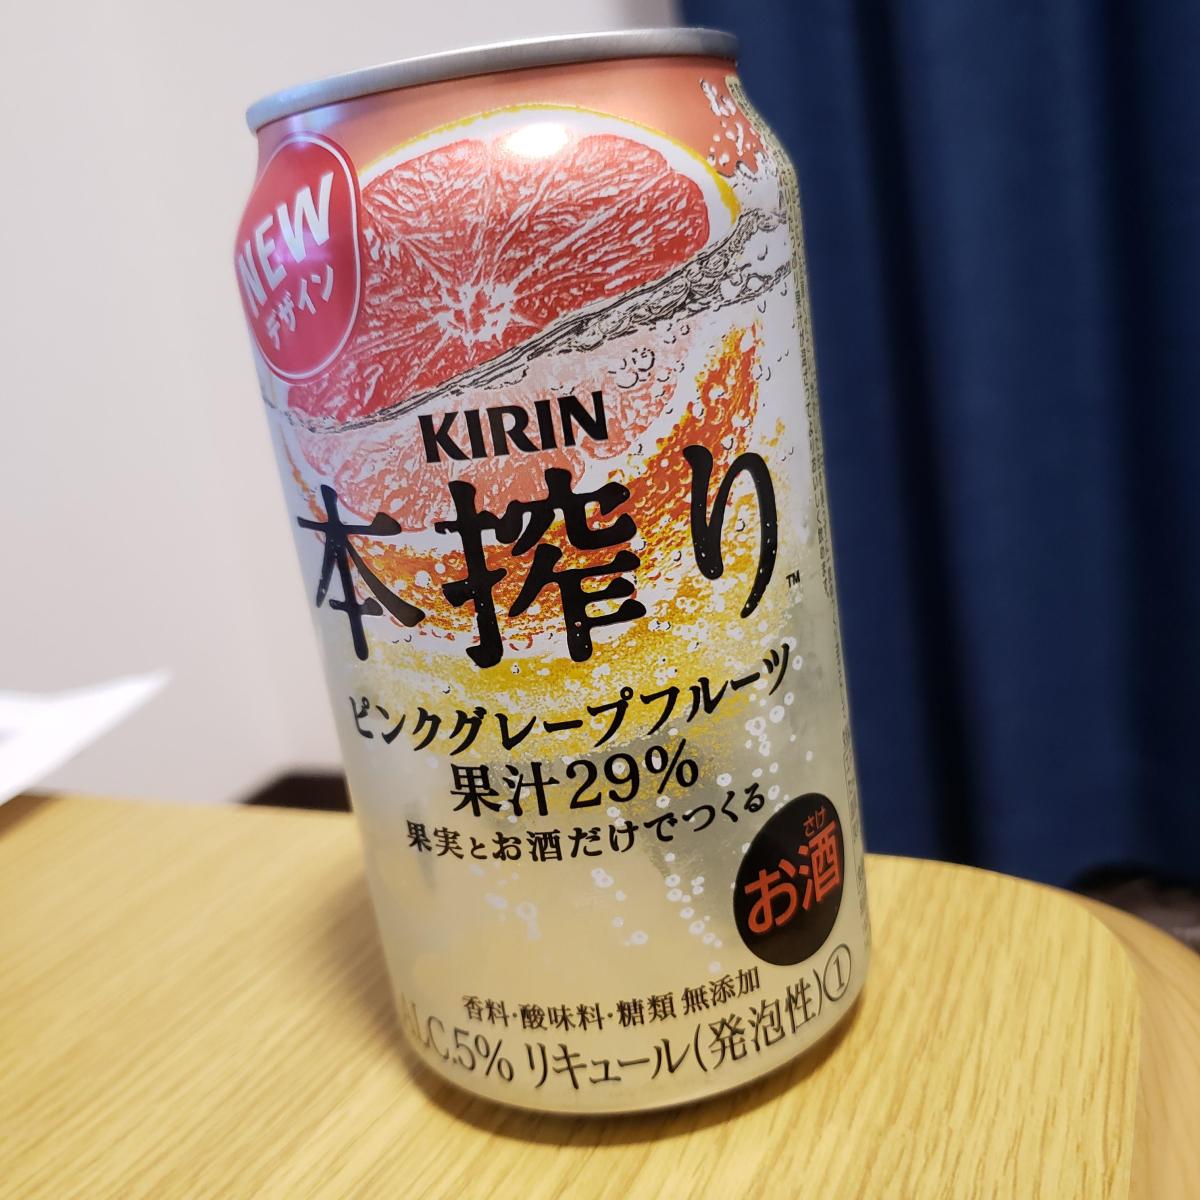 NEW
デザイン
KIRIN
本搾り™
ピンクグレープフルーツ
果汁29%
果実とお酒だけでつくる
さけ
お酒
香料・酸味料・糖類 無添加
ALC.5% リキュール(発泡性)①